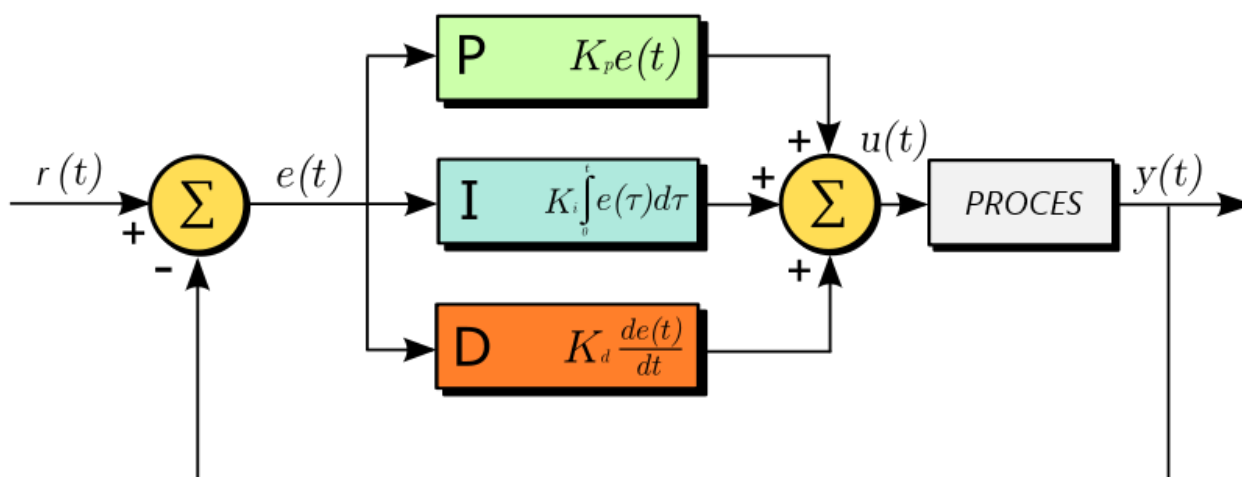 P K_p e(t)
+
r(t)
+
-
Σ
e(t)
I K_i ∫_0^t e(τ)dτ
+
Σ
u(t)
PROCES
y(t)
+
D K_d de(t)/dt